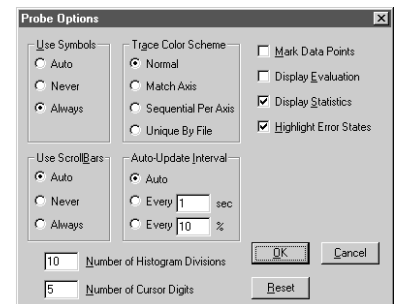 Probe Options
Use Symbols
Auto
Never
Always
Trace Color Scheme
Normal
Match Axis
Sequential Per Axis
Unique By File
Mark Data Points
Display Evaluation
Display Statistics
Highlight Error States
Use ScrollBars
Auto
Never
Always
Auto-Update Interval
Auto
Every 1 sec
Every 10 %
10 Number of Histogram Divisions
5 Number of Cursor Digits
OK
Cancel
Reset